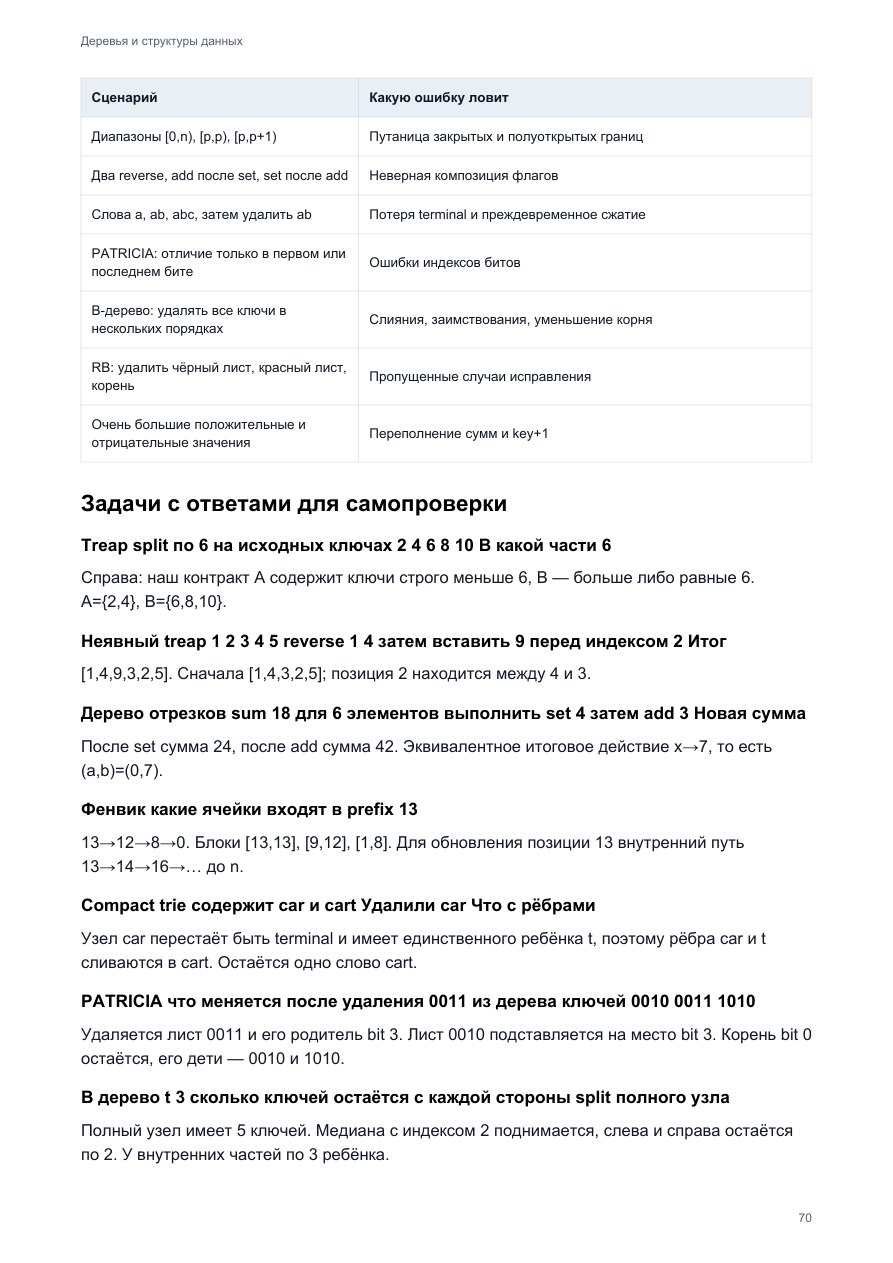 Деревья и структуры данных
Сценарий
Какую ошибку ловит
Диапазоны [0,n), [p,p), [p,p+1)
Путаница закрытых и полуоткрытых границ
Два reverse, add после set, set после add
Неверная композиция флагов
Слова a, ab, abc, затем удалить ab
Потеря terminal и преждевременное сжатие
PATRICIA: отличие только в первом или
последнем бите
Ошибки индексов битов
B-дерево: удалять все ключи в
нескольких порядках
Слияния, заимствования, уменьшение корня
RB: удалить чёрный лист, красный лист,
корень
Пропущенные случаи исправления
Очень большие положительные и
отрицательные значения
Переполнение сумм и key+1
Задачи с ответами для самопроверки
Treap split по 6 на исходных ключах 2 4 6 8 10 В какой части 6
Справа: наш контракт A содержит ключи строго меньше 6, B — больше либо равные 6.
A={2,4}, B={6,8,10}.
Неявный treap 1 2 3 4 5 reverse 1 4 затем вставить 9 перед индексом 2 Итог
[1,4,9,3,2,5]. Сначала [1,4,3,2,5]; позиция 2 находится между 4 и 3.
Дерево отрезков sum 18 для 6 элементов выполнить set 4 затем add 3 Новая сумма
После set сумма 24, после add сумма 42. Эквивалентное итоговое действие x→7, то есть
(a,b)=(0,7).
Фенвик какие ячейки входят в prefix 13
13→12→8→0. Блоки [13,13], [9,12], [1,8]. Для обновления позиции 13 внутренний путь
13→14→16→… до n.
Compact trie содержит car и cart Удалили car Что с рёбрами
Узел car перестаёт быть terminal и имеет единственного ребёнка t, поэтому рёбра car и t
сливаются в cart. Остаётся одно слово cart.
PATRICIA что меняется после удаления 0011 из дерева ключей 0010 0011 1010
Удаляется лист 0011 и его родитель bit 3. Лист 0010 подставляется на место bit 3. Корень bit 0
остаётся, его дети — 0010 и 1010.
B дерево t 3 сколько ключей остаётся с каждой стороны split полного узла
Полный узел имеет 5 ключей. Медиана с индексом 2 поднимается, слева и справа остаётся
по 2. У внутренних частей по 3 ребёнка.
70